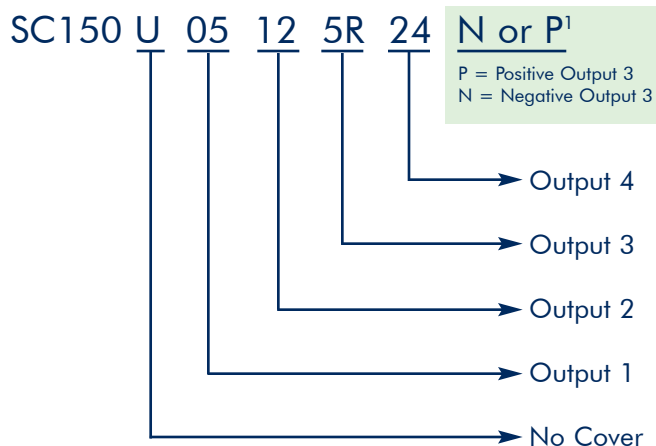 SC150 U 05 12 5R 24 N or P¹
P = Positive Output 3
N = Negative Output 3
Output 4
Output 3
Output 2
Output 1
No Cover